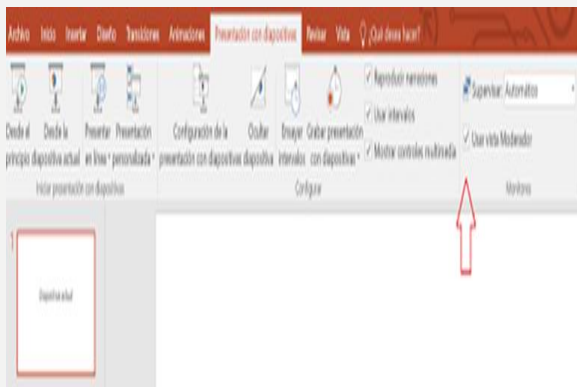 Archivo Inicio Insertar Diseño Transiciones Animaciones Presentación con diapositivas Revisar Vista ¿Qué desea hacer?
Desde el principio
Desde la diapositiva actual
Presentar en línea
Presentación personalizada
Configuración de la presentación con diapositivas
Ocultar diapositiva
Ensayar intervalos
Grabar presentación con diapositivas
Reproducir narraciones
Usar intervalos
Mostrar controles multimedia
Supervisar: Automático
Usar vista Moderador
Iniciar presentación con diapositivas
Configurar
Monitores
1
Diapositiva actual